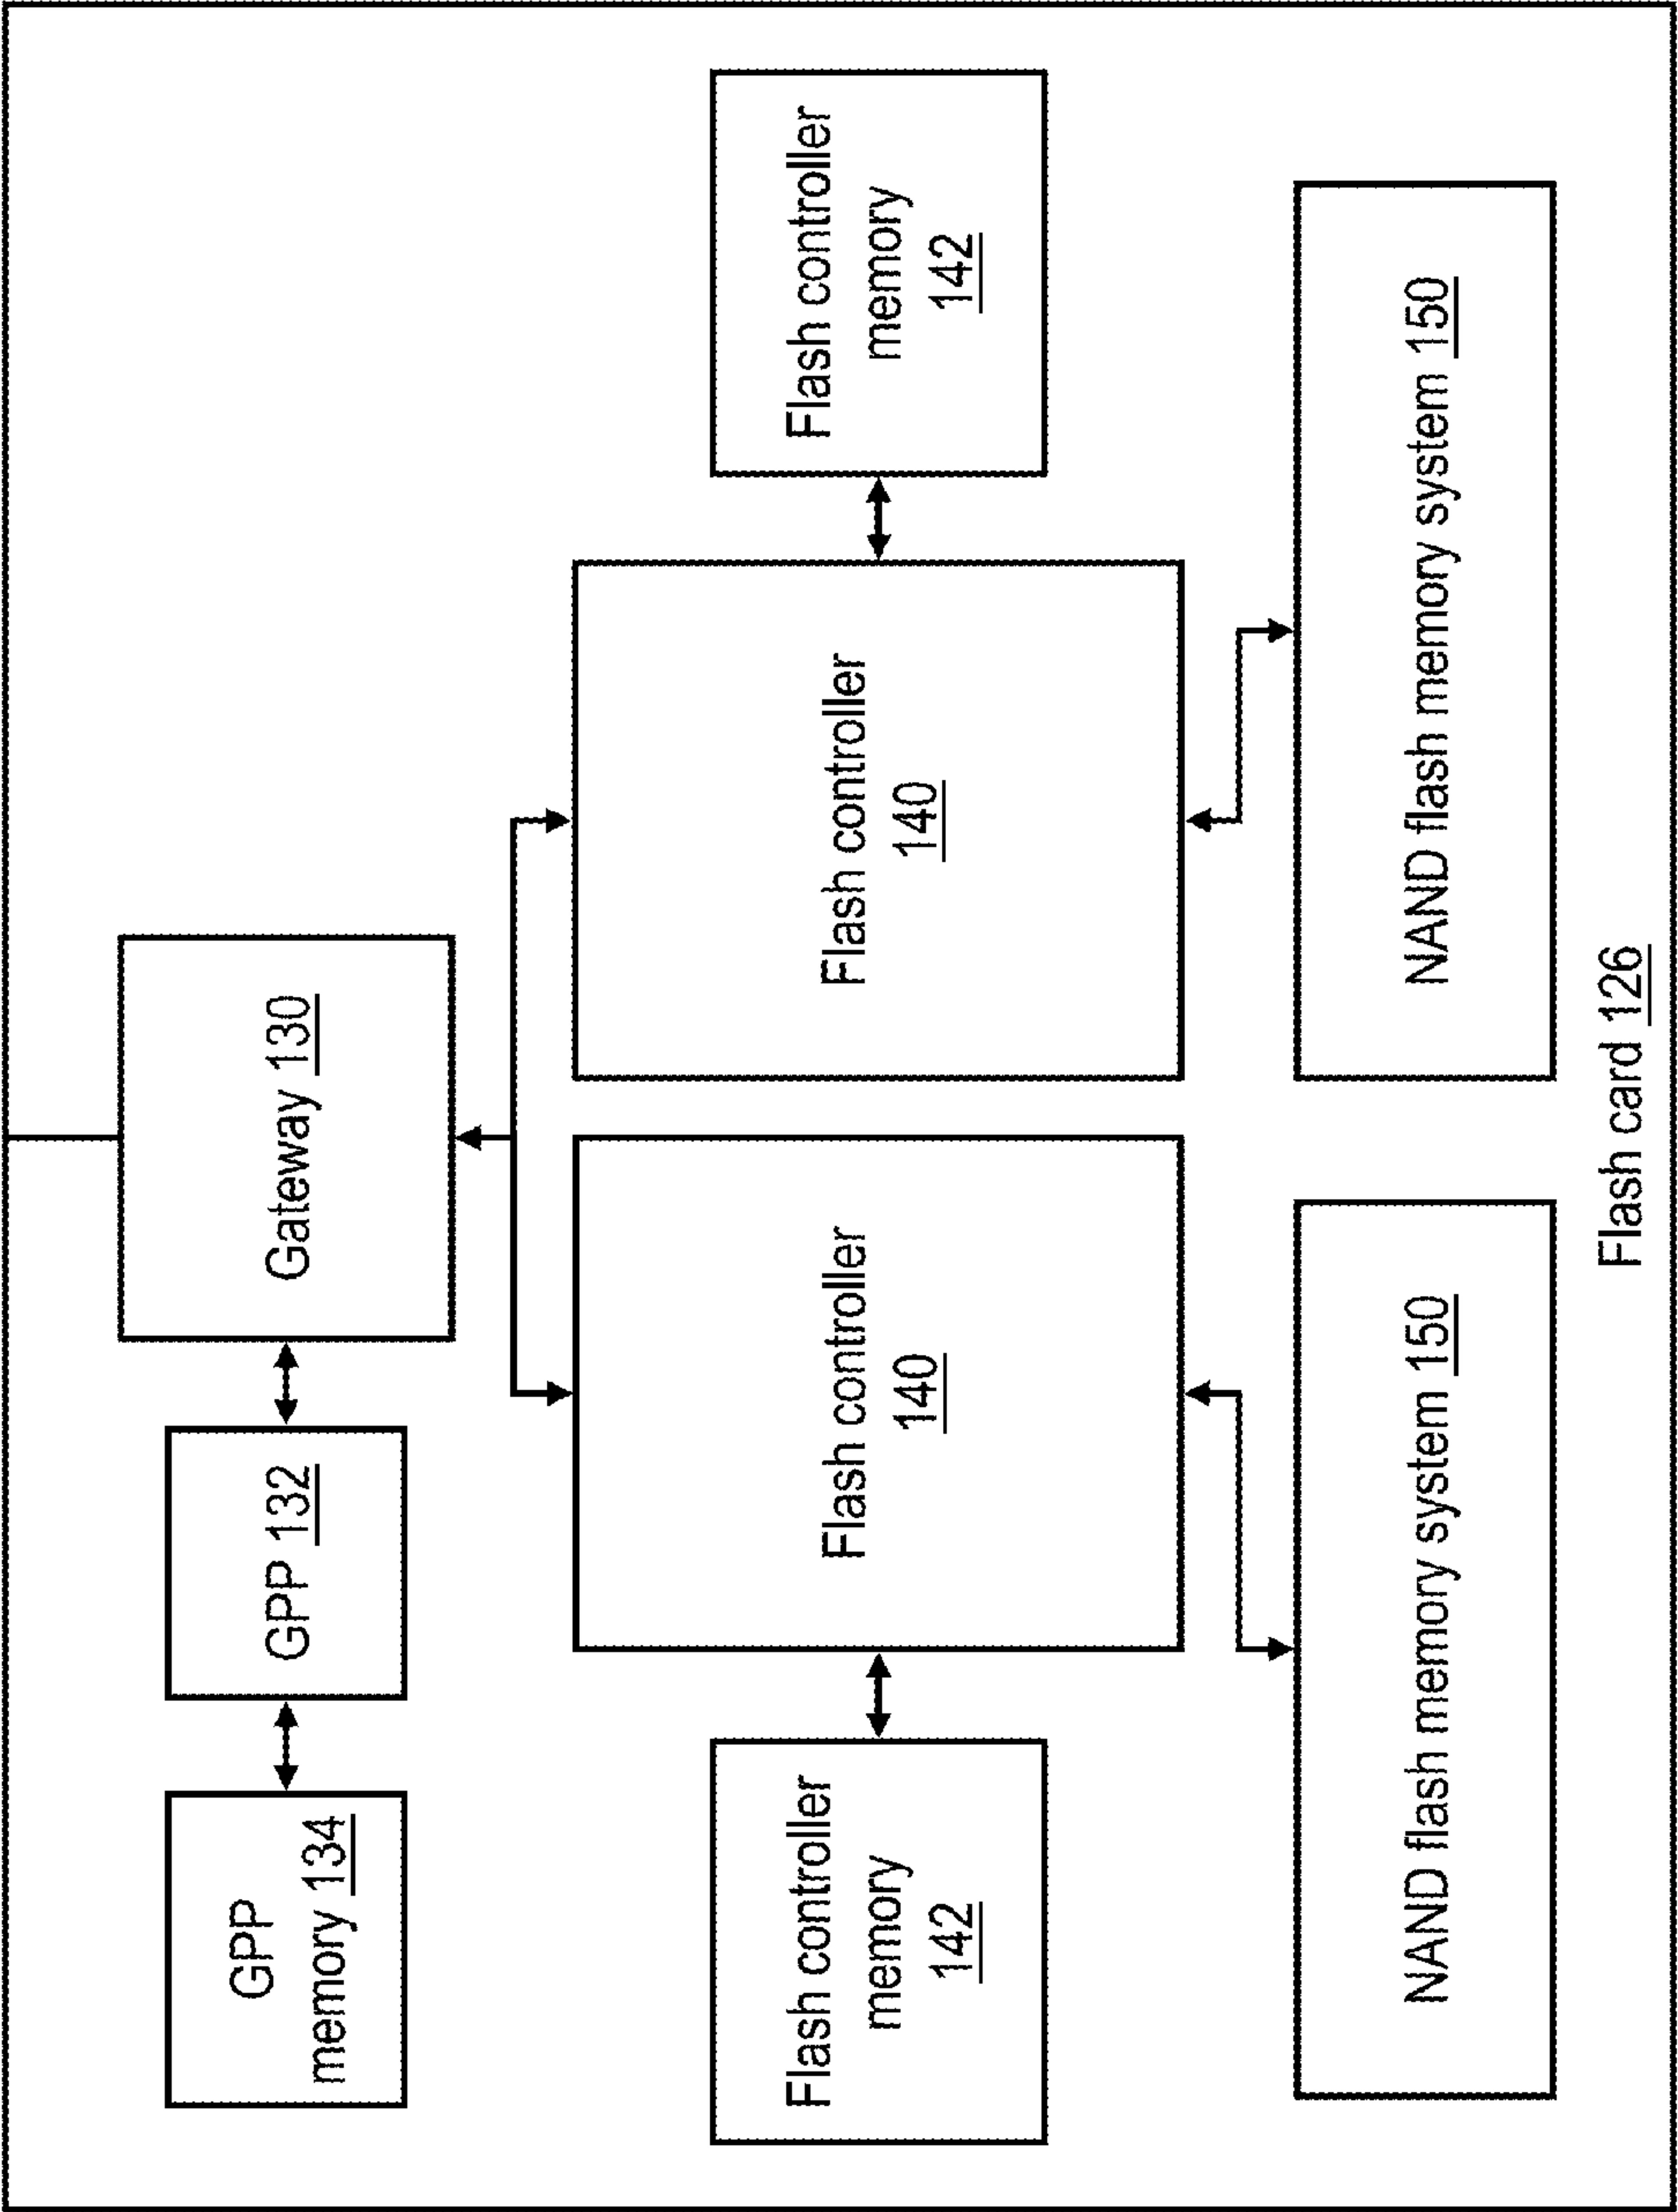 GPP
memory 134
GPP 132
Gateway 130
Flash controller
memory
142
Flash controller
140
Flash controller
140
Flash controller
memory
142
NAND flash memory system 150
NAND flash memory system 150
Flash card 126